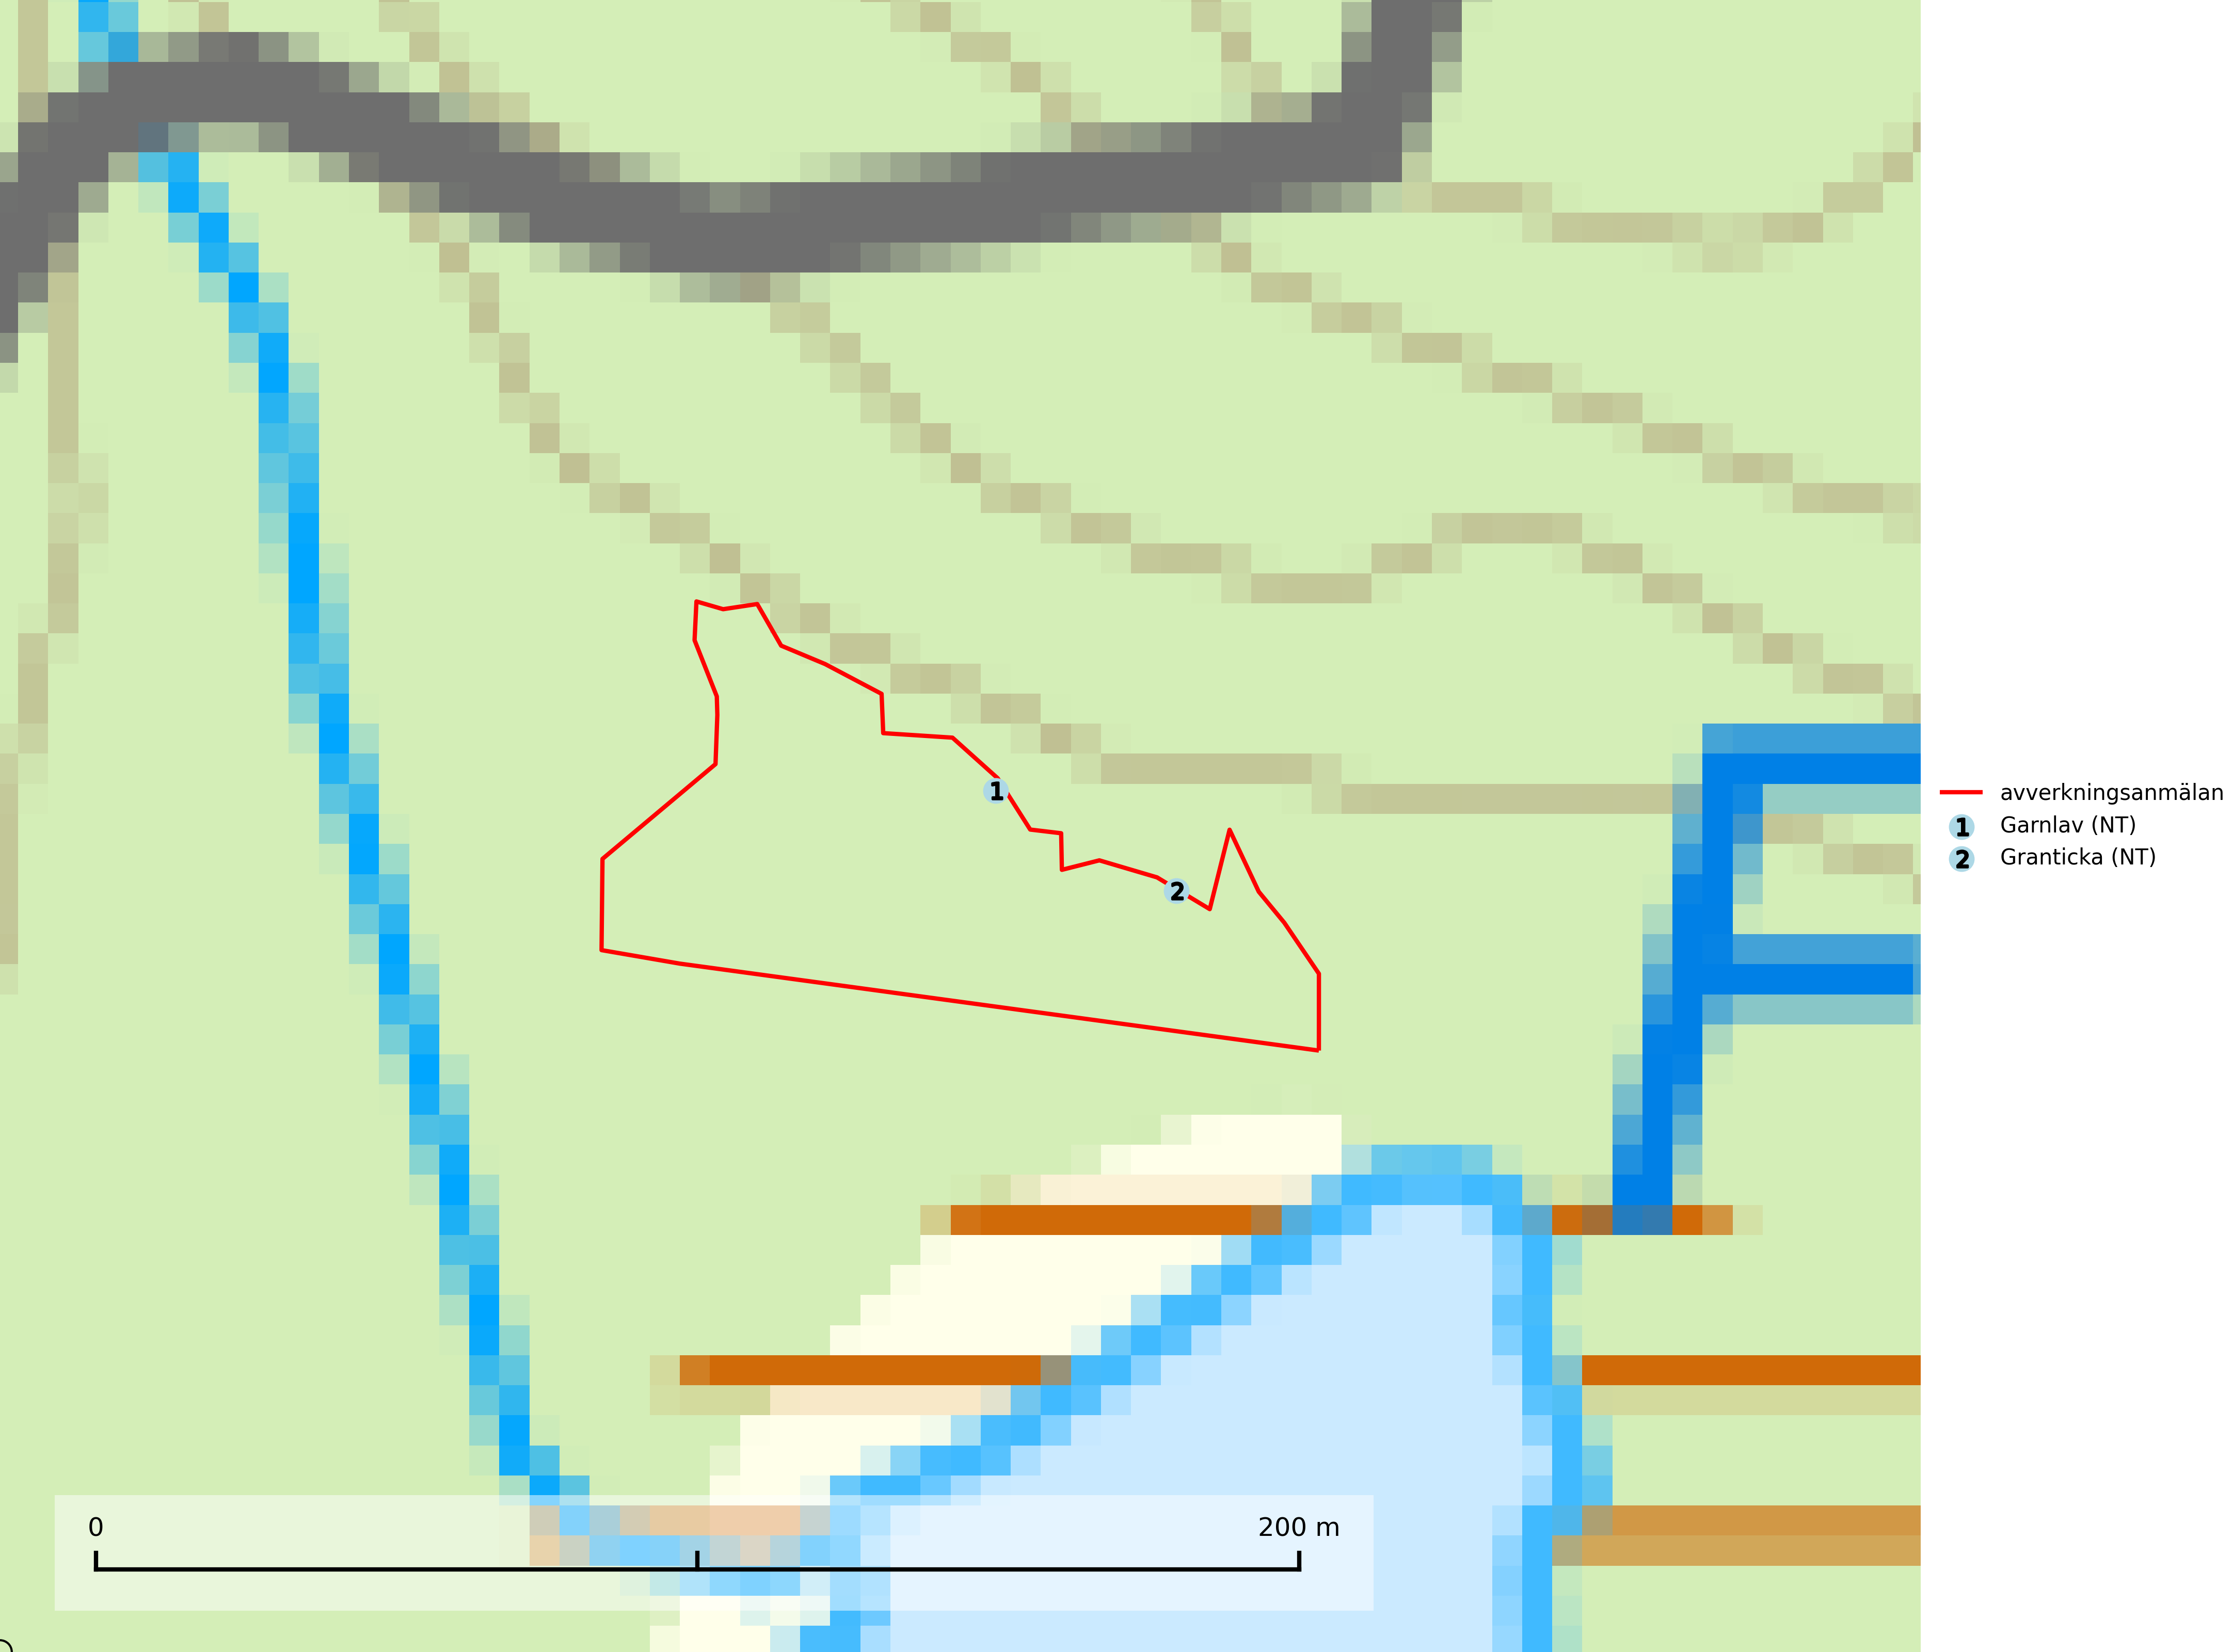 1
2
avverkningsanmälan
1 Garnlav (NT)
2 Granticka (NT)
0 200 m